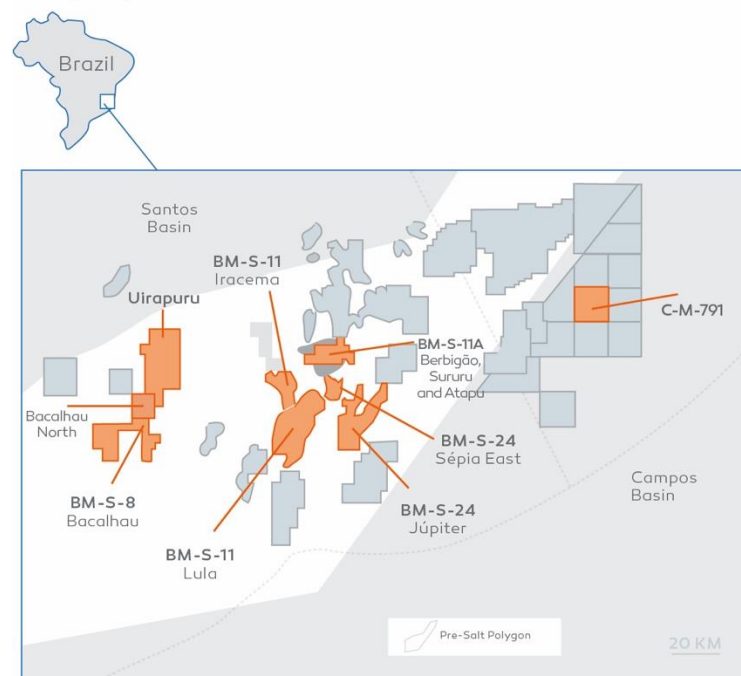 Brazil
Santos
Basin
BM-S-11
Iracema
Uirapuru
C-M-791
BM-S-11A
Berbigão,
Sururu
and Atapu
Bacalhau
North
BM-S-24
Sépia East
BM-S-8
Bacalhau
BM-S-24
Júpiter
Campos
Basin
BM-S-11
Lula
Pre-Salt Polygon
20 KM